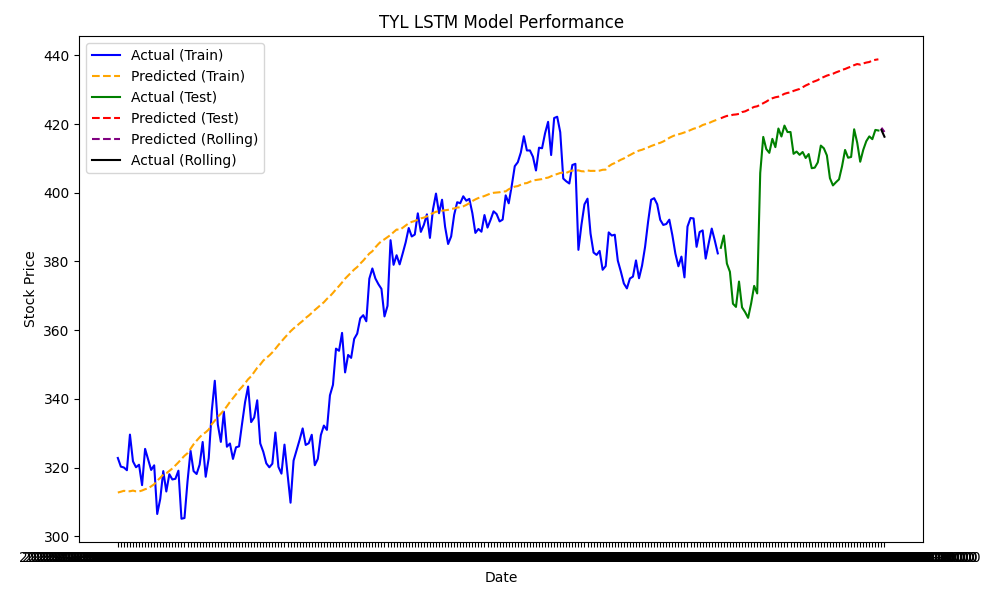 TYL LSTM Model Performance
Actual (Train)
Predicted (Train)
Actual (Test)
Predicted (Test)
Predicted (Rolling)
Actual (Rolling)
Stock Price
440
420
400
380
360
340
320
300
Date